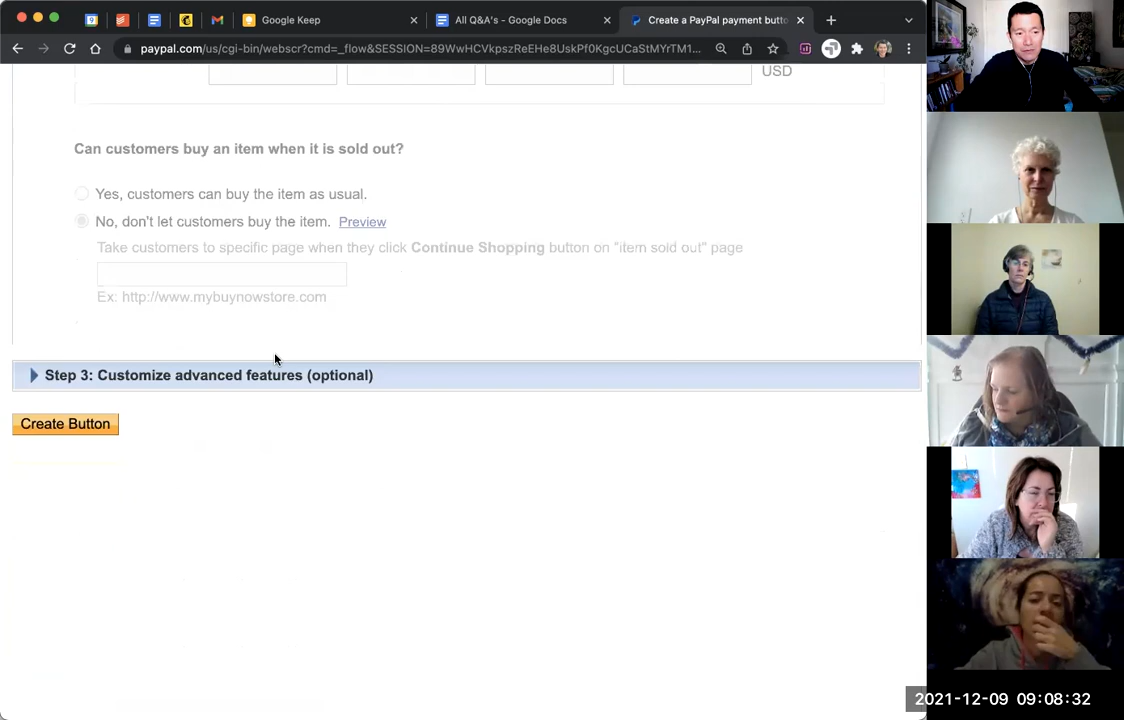 Google Keep
All Q&A's - Google Docs
Create a PayPal payment butto
paypal.com/us/cgi-bin/webscr?cmd=_flow&SESSION=89WwHCVkpszReEHe8UskPf0KgcUCaStMYrTM1...
USD
Can customers buy an item when it is sold out?
Yes, customers can buy the item as usual.
No, don't let customers buy the item. Preview
Take customers to specific page when they click Continue Shopping button on "item sold out" page
Ex: http://www.mybuynowstore.com
Step 3: Customize advanced features (optional)
Create Button
2021-12-09 09:08:32